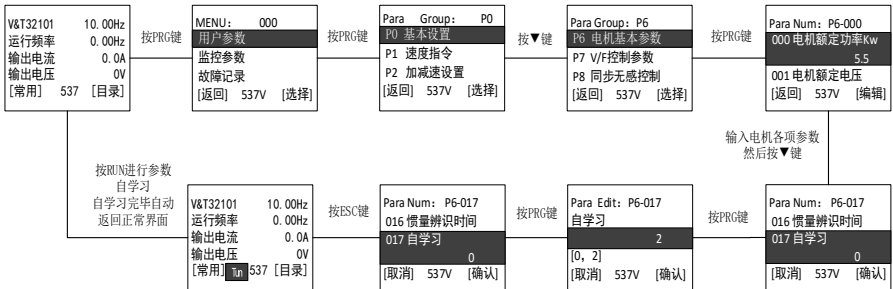 V&T32101 10.00Hz
运行频率 0.00Hz
输出电流 0.0A
输出电压 0V
[常用] 537 [目录]
按PRG键
MENU: 000
用户参数
监控参数
故障记录
[返回] 537V [选择]
按PRG键
Para Group: P0
P0 基本设置
P1 速度指令
P2 加减速设置
[返回] 537V [选择]
按▼键
Para Group: P6
P6 电机基本参数
P7 V/F控制参数
P8 同步无感控制
[返回] 537V [选择]
按PRG键
Para Num: P6-000
000 电机额定功率Kw
5.5
001 电机额定电压
[返回] 537V [编辑]
输入电机各项参数
然后按▼键
Para Num: P6-017
016 惯量辨识时间
017 自学习
0
[取消] 537V [确认]
按PRG键
Para Edit: P6-017
自学习
2
[0, 2]
[取消] 537V [确认]
按PRG键
Para Num: P6-017
016 惯量辨识时间
017 自学习
0
[取消] 537V [确认]
按ESC键
V&T32101 10.00Hz
运行频率 0.00Hz
输出电流 0.0A
输出电压 0V
[常用] Tun 537 [目录]
按RUN进行参数
自学习
自学习完毕自动
返回正常界面